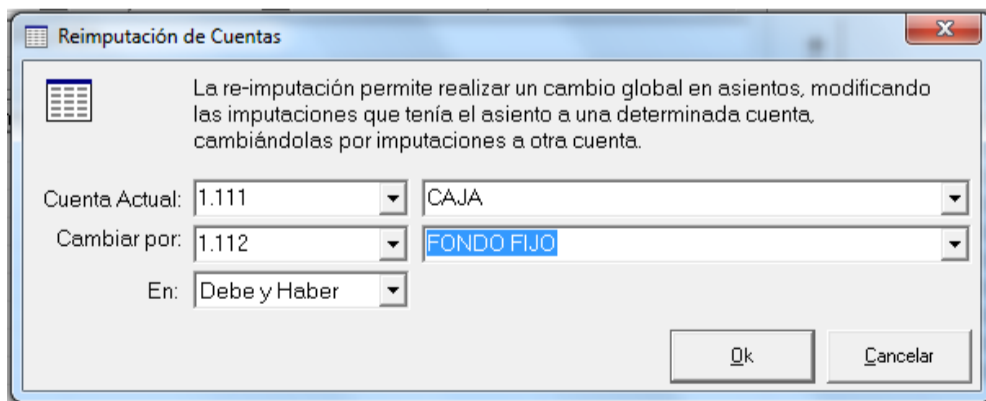 Reimputación de Cuentas
La re-imputación permite realizar un cambio global en asientos, modificando
las imputaciones que tenía el asiento a una determinada cuenta,
cambiándolas por imputaciones a otra cuenta.
Cuenta Actual: 1.111 CAJA
Cambiar por: 1.112 FONDO FIJO
En: Debe y Haber
Ok Cancelar